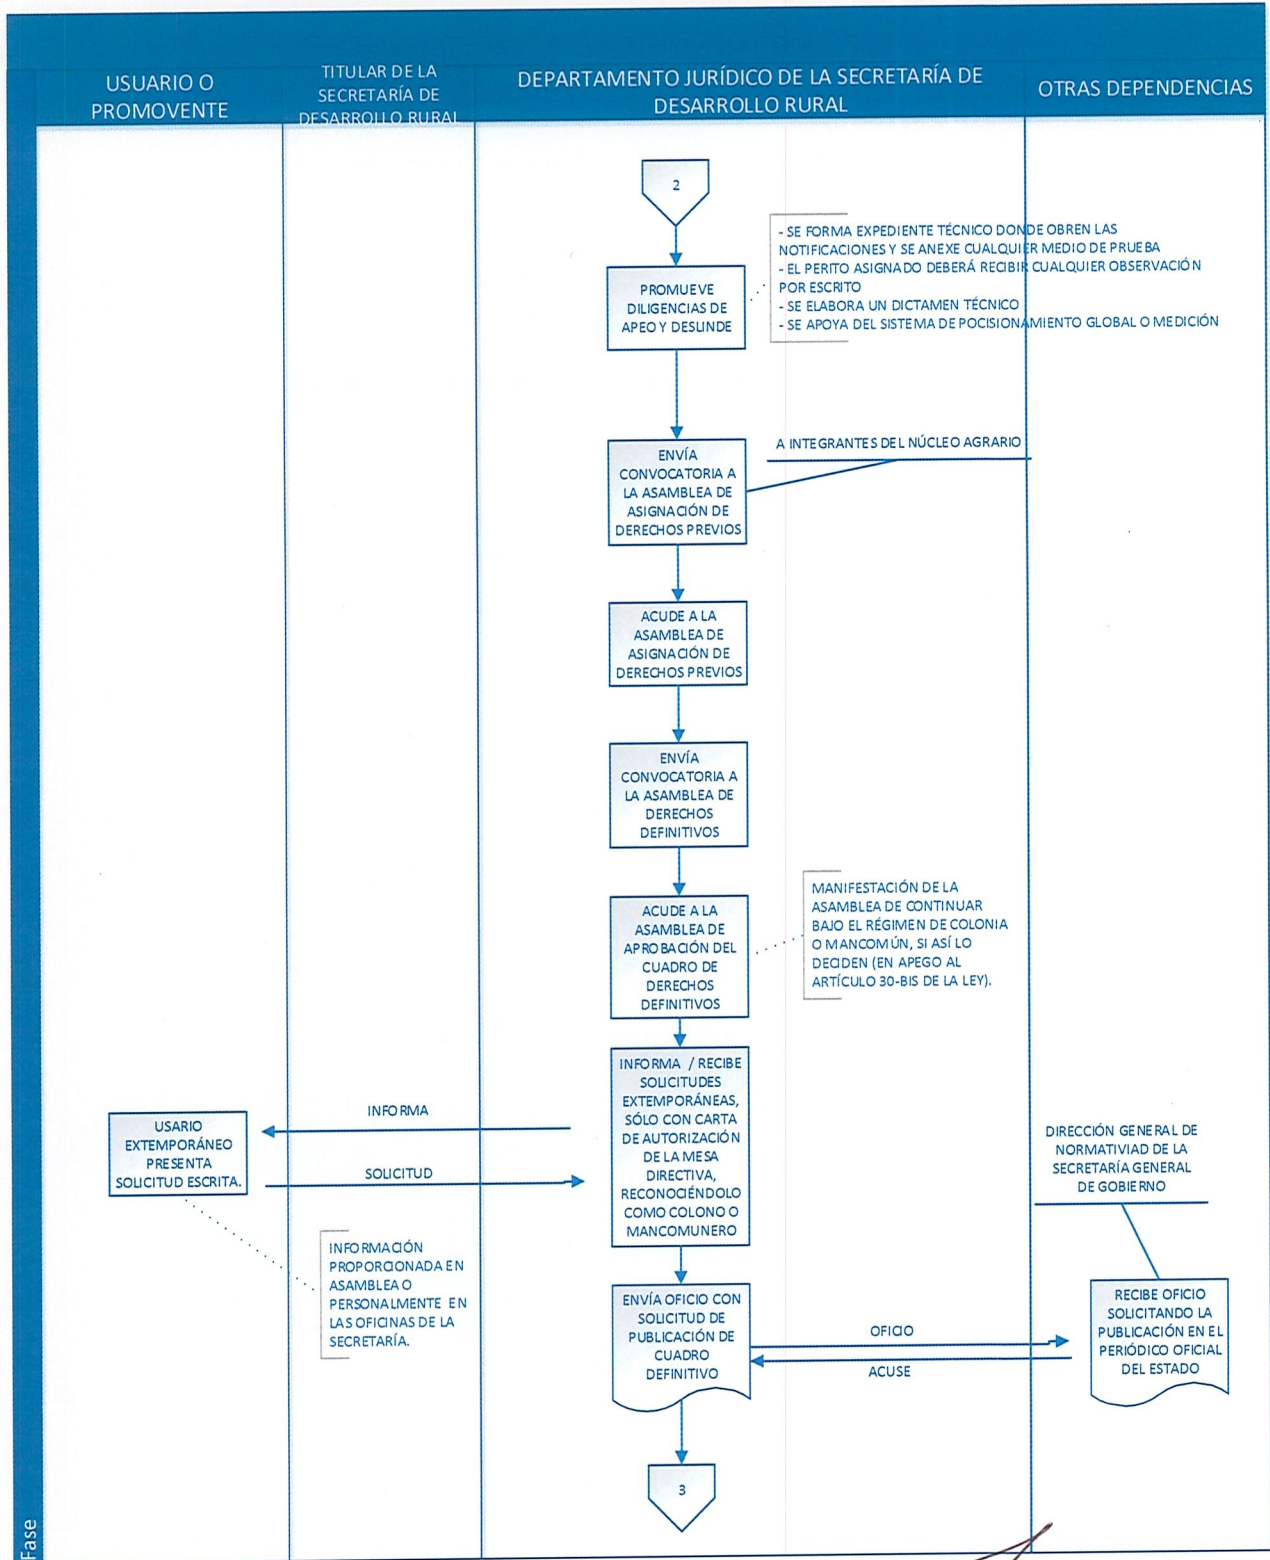 USUARIO O
PROMOVENTE
TITULAR DE LA
SECRETARÍA DE
DESARROLLO RURAL
DEPARTAMENTO JURÍDICO DE LA SECRETARÍA DE
DESARROLLO RURAL
OTRAS DEPENDENCIAS
2
- SE FORMA EXPEDIENTE TÉCNICO DONDE OBREN LAS
NOTIFICACIONES Y SE ANEXE CUALQUIER MEDIO DE PRUEBA
- EL PERITO ASIGNADO DEBERÁ RECIBIR CUALQUIER OBSERVACIÓN
POR ESCRITO
- SE ELABORA UN DICTAMEN TÉCNICO
- SE APOYA DEL SISTEMA DE POCISIONAMIENTO GLOBAL O MEDICIÓN
PROMUEVE
DILIGENCIAS DE
APEO Y DESLINDE
A INTEGRANTES DEL NÚCLEO AGRARIO
ENVÍA
CONVOCATORIA A
LA ASAMBLEA DE
ASIGNACIÓN DE
DERECHOS PREVIOS
ACUDE A LA
ASAMBLEA DE
ASIGNACIÓN DE
DERECHOS PREVIOS
ENVÍA
CONVOCATORIA A
LA ASAMBLEA DE
DERECHOS
DEFINITIVOS
ACUDE A LA
ASAMBLEA DE
APROBACIÓN DEL
CUADRO DE
DERECHOS
DEFINITIVOS
MANIFESTACIÓN DE LA
ASAMBLEA DE CONTINUAR
BAJO EL RÉGIMEN DE COLONIA
O MANCOMÚN, SI ASÍ LO
DECIDEN (EN APEGO AL
ARTÍCULO 30-BIS DE LA LEY).
INFORMA / RECIBE
SOLICITUDES
EXTEMPORÁNEAS,
SÓLO CON CARTA
DE AUTORIZACIÓN
DE LA MESA
DIRECTIVA,
RECONOCIÉNDOLO
COMO COLONO O
MANCOMUNERO
INFORMA
SOLICITUD
USARIO
EXTEMPORÁNEO
PRESENTA
SOLICITUD ESCRITA.
INFORMACIÓN
PROPORCIONADA EN
ASAMBLEA O
PERSONALMENTE EN
LAS OFICINAS DE LA
SECRETARÍA.
DIRECCIÓN GENERAL DE
NORMATIVIAD DE LA
SECRETARÍA GENERAL
DE GOBIERNO
ENVÍA OFICIO CON
SOLICITUD DE
PUBLICACIÓN DE
CUADRO
DEFINITIVO
OFICIO
ACUSE
RECIBE OFICIO
SOLICITANDO LA
PUBLICACIÓN EN EL
PERIÓDICO OFICIAL
DEL ESTADO
3
Fase